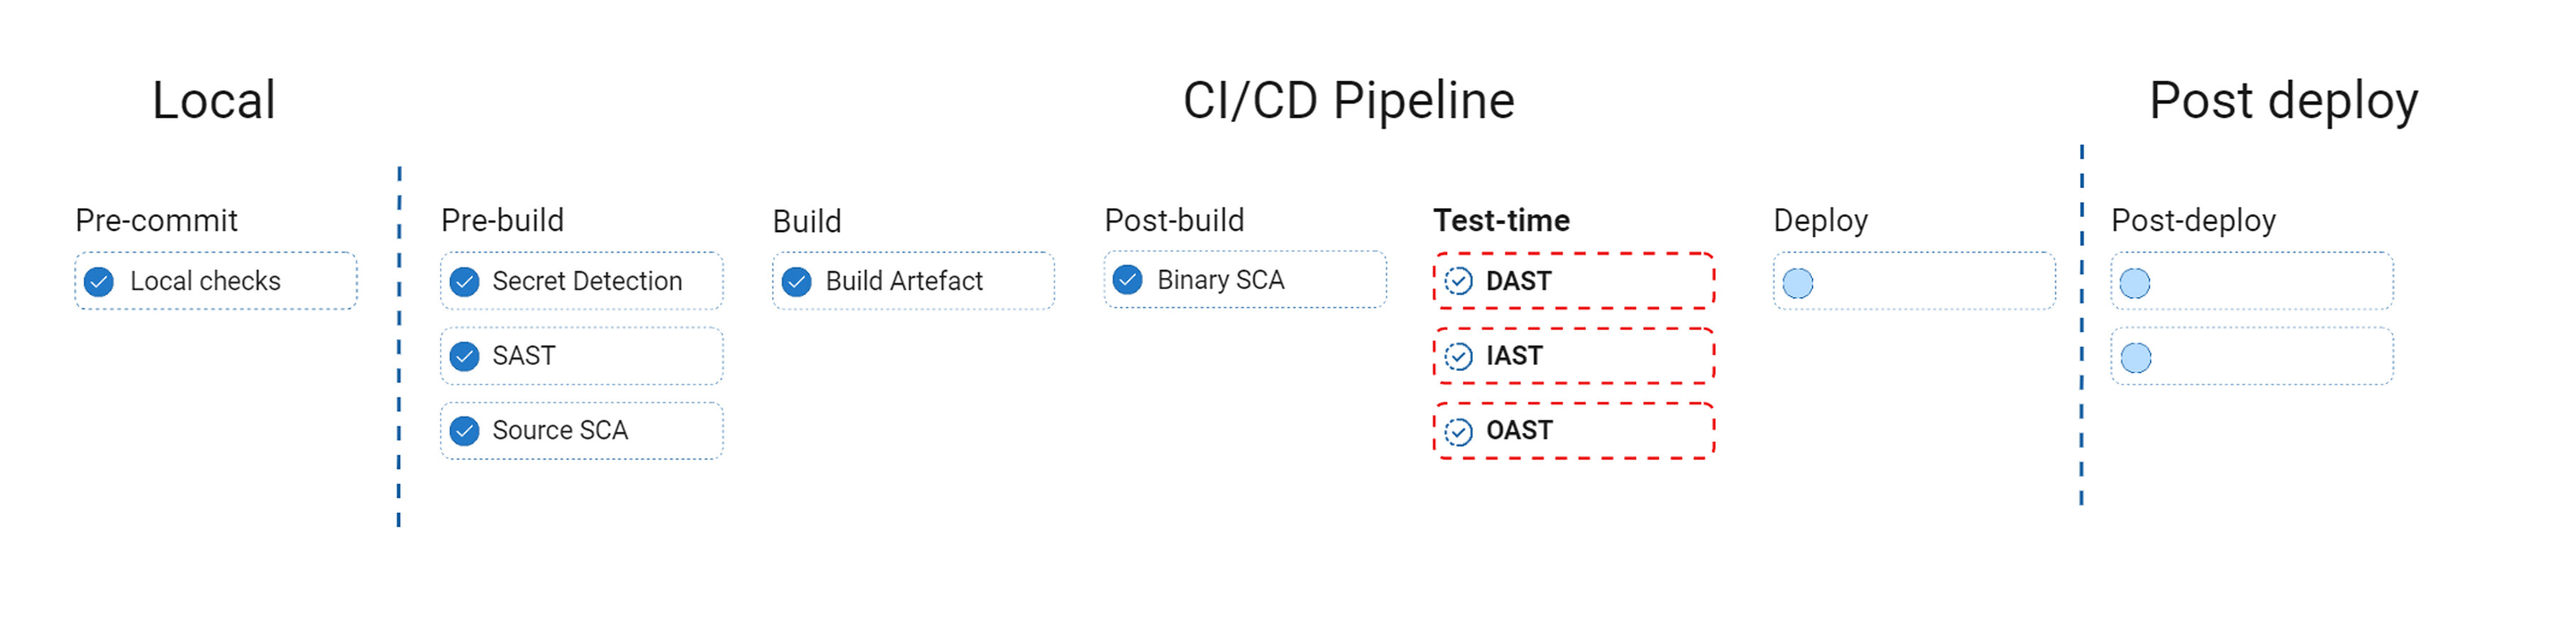 Local
CI/CD Pipeline
Post deploy
Pre-commit
Local checks
Pre-build
Secret Detection
SAST
Source SCA
Build
Build Artefact
Post-build
Binary SCA
Test-time
DAST
IAST
OAST
Deploy
Post-deploy